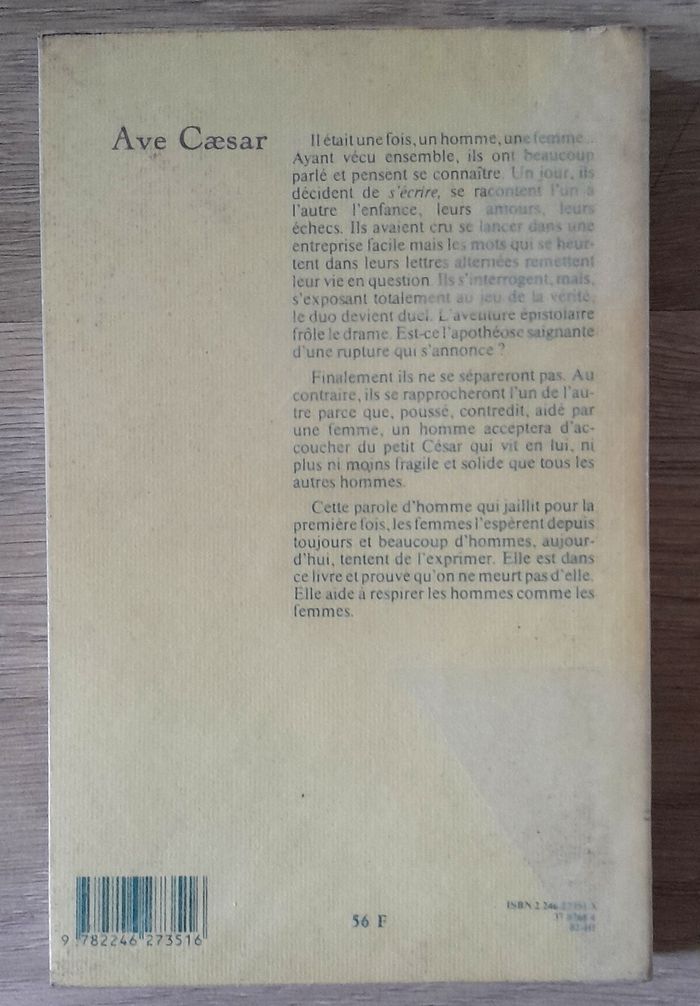 Ave Cæsar
Il était une fois, un homme, une femme...
Ayant vécu ensemble, ils ont beaucoup
parlé et pensent se connaître. Un jour, ils
décident de s'écrire, se racontent l'un à
l'autre l'enfance, leurs amours, leurs
échecs. Ils avaient cru se lancer dans une
entreprise facile mais les mots qui se heur-
tent dans leurs lettres alternées remettent
leur vie en question. Ils s'interrogent, mais,
s'exposant totalement au jeu de la vérité,
le duo devient duel. L'aventure épistolaire
frôle le drame. Est-ce l'apothéose saignante
d'une rupture qui s'annonce ?
Finalement ils ne se sépareront pas. Au
contraire, ils se rapprocheront l'un de l'au-
tre parce que, poussé, contredit, aidé par
une femme, un homme acceptera d'ac-
coucher du petit César qui vit en lui, ni
plus ni moins fragile et solide que tous les
autres hommes.
Cette parole d'homme qui jaillit pour la
première fois, les femmes l'espèrent depuis
toujours et beaucoup d'hommes, aujour-
d'hui, tentent de l'exprimer. Elle est dans
ce livre et prouve qu'on ne meurt pas d'elle.
Elle aide à respirer les hommes comme les
femmes.
9 782246 273516
56 F
ISBN 2 246 27351 X